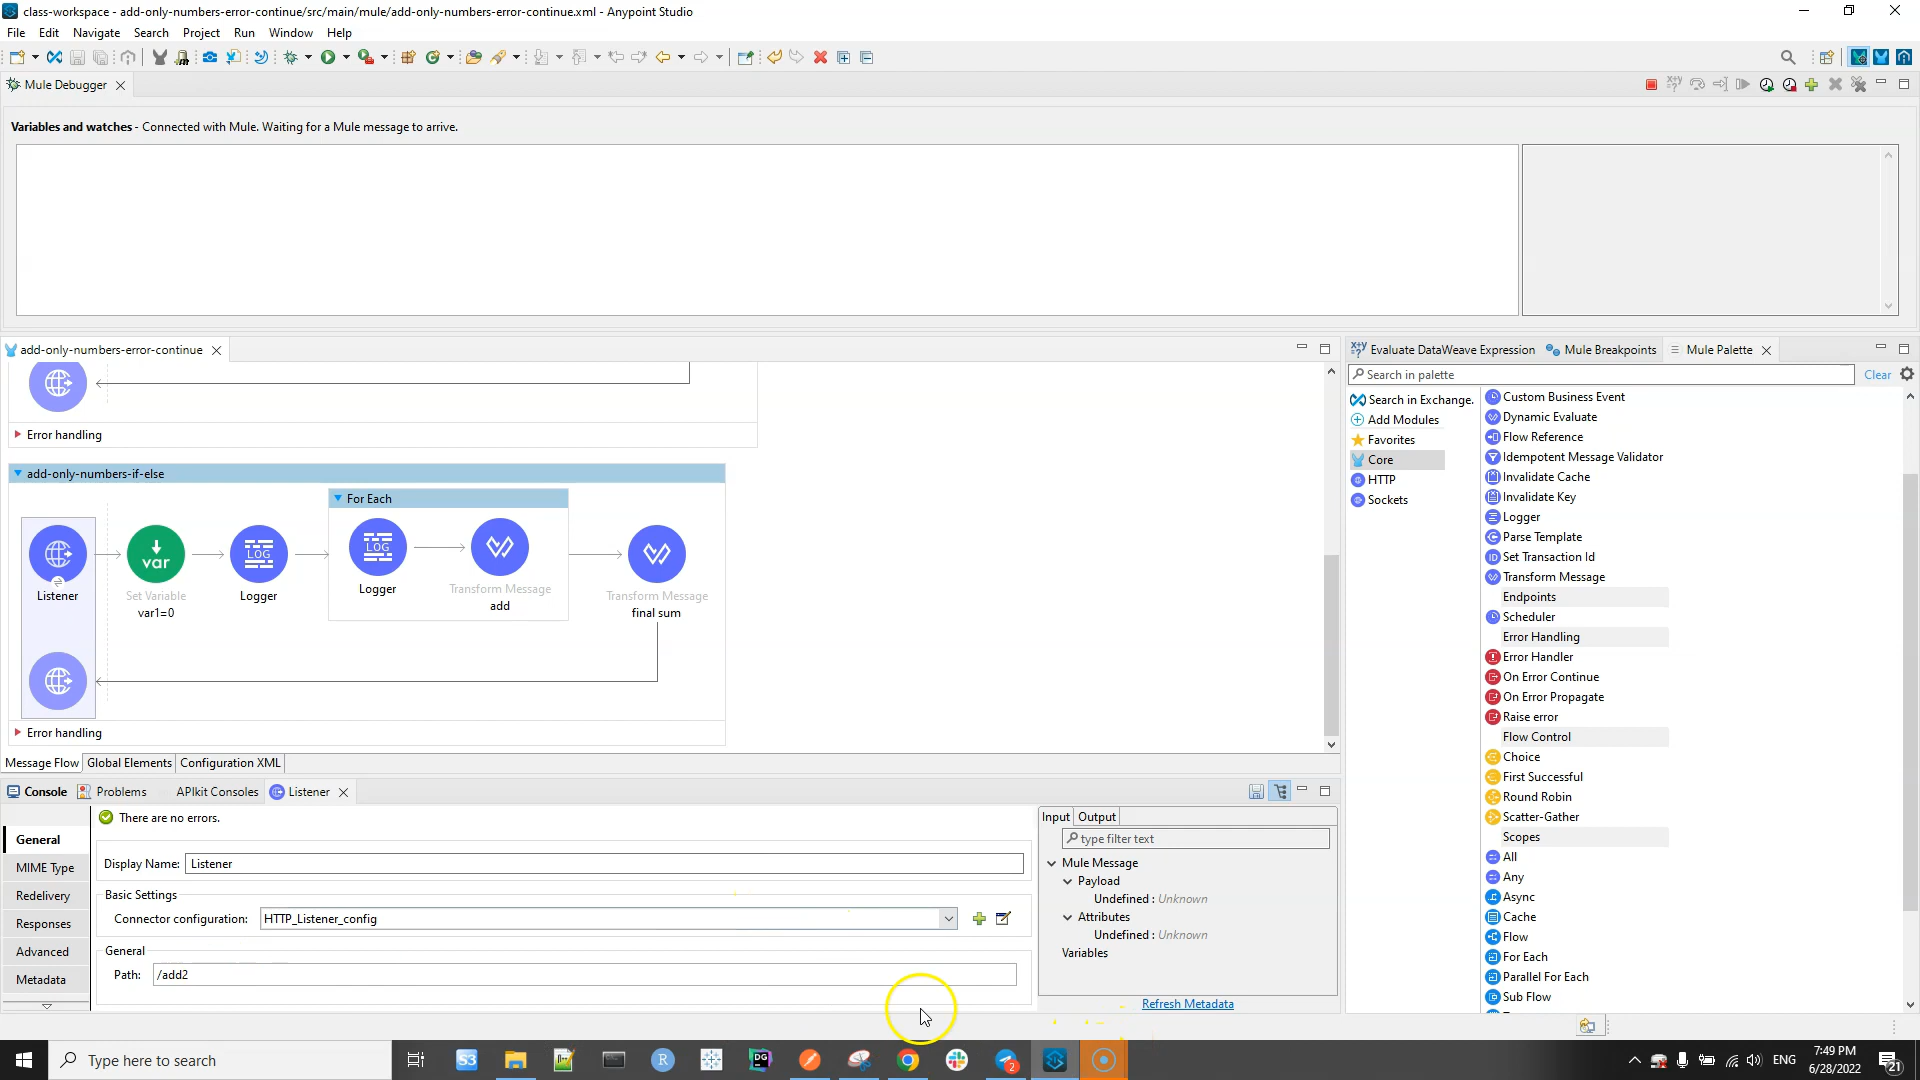 class-workspace - add-only-numbers-error-continue/src/main/mule/add-only-numbers-error-continue.xml - Anypoint Studio
File Edit Navigate Search Project Run Window Help
Mule Debugger
Variables and watches - Connected with Mule. Waiting for a Mule message to arrive.
add-only-numbers-error-continue
Error handling
add-only-numbers-if-else
For Each
LOG
LOG
var
Listener
Set Variable
var1=0
Logger
Logger
Transform Message
add
Transform Message
final sum
Error handling
Message Flow Global Elements Configuration XML
Console Problems APIkit Consoles Listener
There are no errors.
General
MIME Type
Redelivery
Responses
Advanced
Metadata
Display Name: Listener
Basic Settings
Connector configuration: HTTP_Listener_config
General
Path: /add2
Input Output
type filter text
Mule Message
Payload
Undefined : Unknown
Attributes
Undefined : Unknown
Variables
Refresh Metadata
Evaluate DataWeave Expression Mule Breakpoints Mule Palette
Search in palette Clear
Search in Exchange.
Add Modules
Favorites
Core
HTTP
Sockets
Custom Business Event
Dynamic Evaluate
Flow Reference
Idempotent Message Validator
Invalidate Cache
Invalidate Key
Logger
Parse Template
Set Transaction Id
Transform Message
Endpoints
Scheduler
Error Handling
Error Handler
On Error Continue
On Error Propagate
Raise error
Flow Control
Choice
First Successful
Round Robin
Scatter-Gather
Scopes
All
Any
Async
Cache
Flow
For Each
Parallel For Each
Sub Flow
Type here to search
S3
R
DG
2
ENG
7:49 PM
6/28/2022
21